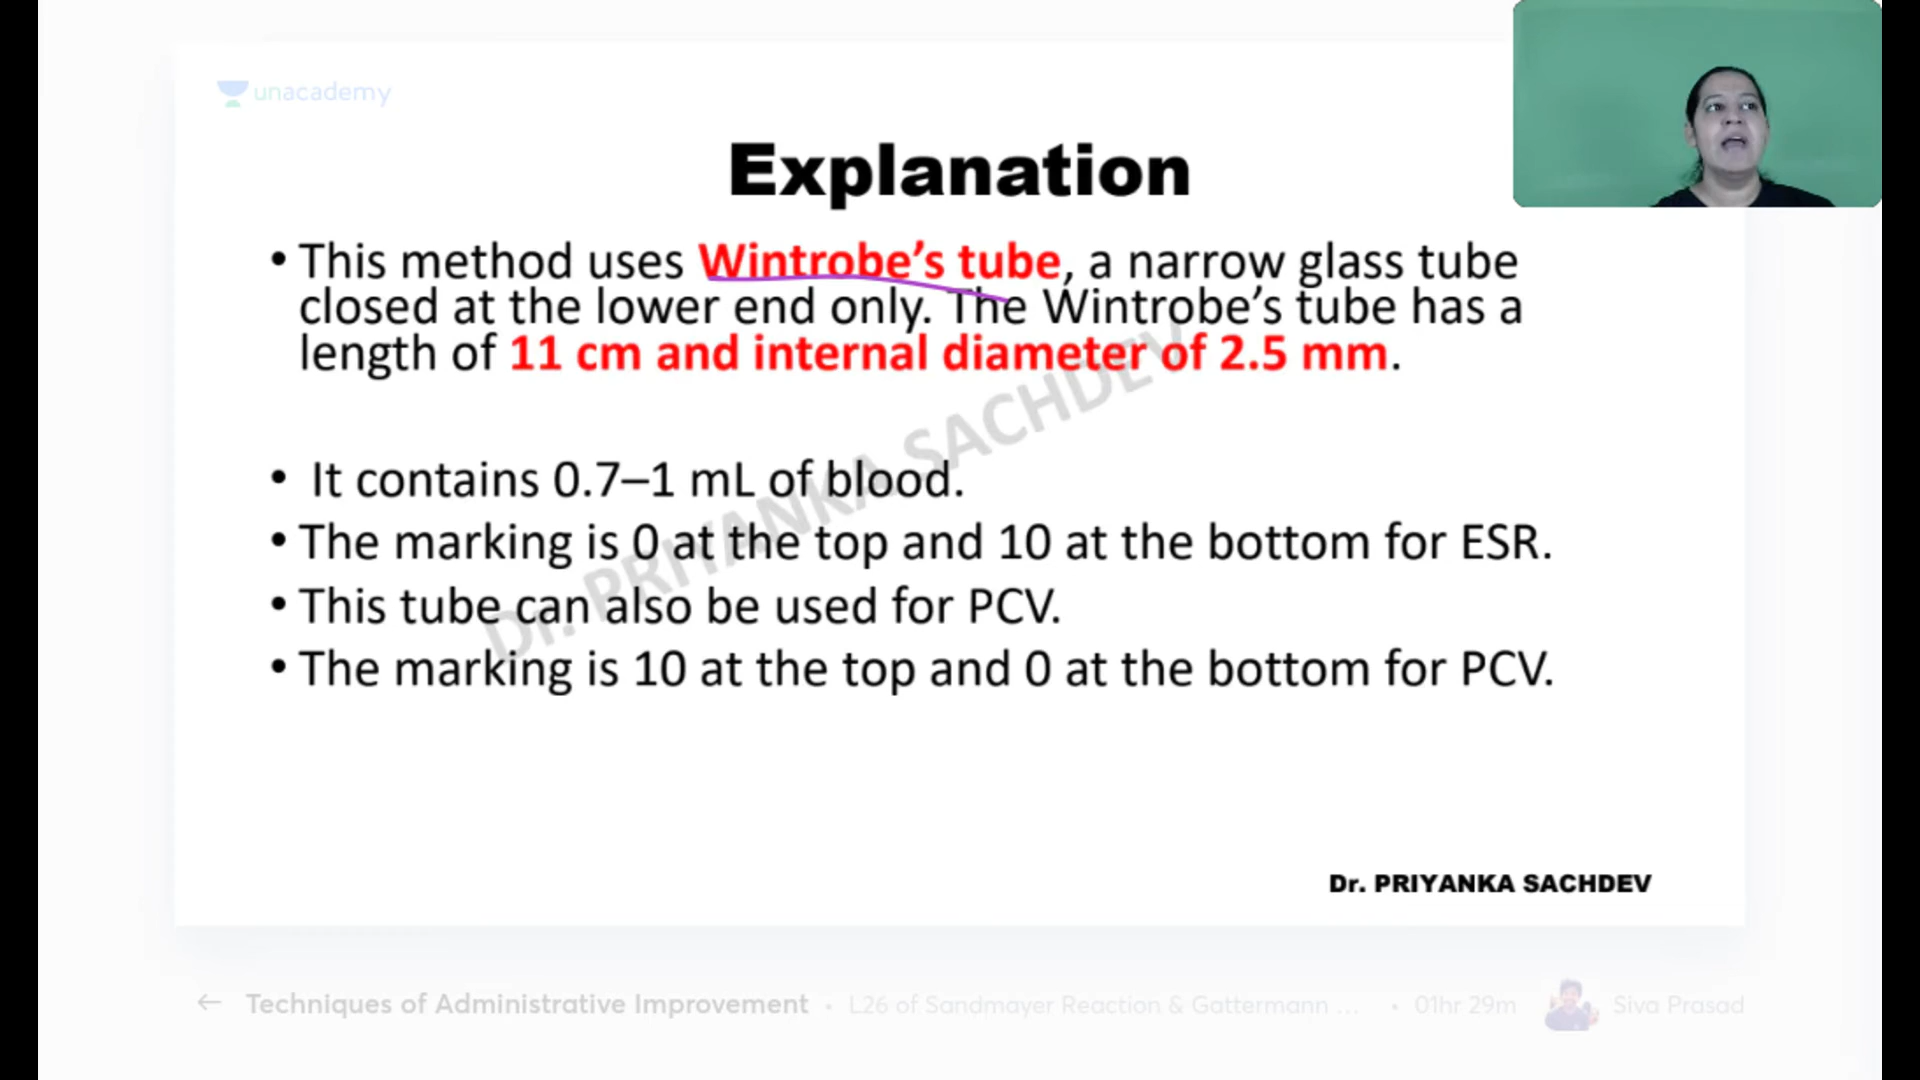 unacademy
Explanation
• This method uses Wintrobe’s tube, a narrow glass tube
closed at the lower end only. The Wintrobe’s tube has a
length of 11 cm and internal diameter of 2.5 mm.
• It contains 0.7–1 mL of blood.
• The marking is 0 at the top and 10 at the bottom for ESR.
• This tube can also be used for PCV.
• The marking is 10 at the top and 0 at the bottom for PCV.
Dr. PRIYANKA SACHDEV
Dr. PRIYANKA SACHDEV
← Techniques of Administrative Improvement • L26 of Sandmayer Reaction & Gattermann ... • 01hr 29m Siva Prasad